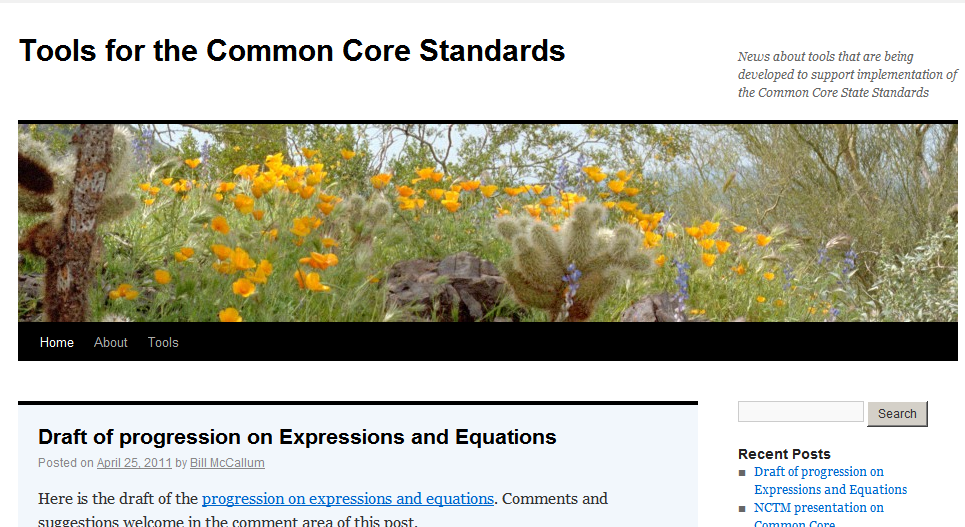 Tools for the Common Core Standards
News about tools that are being
developed to support implementation of
the Common Core State Standards
Home About Tools
Draft of progression on Expressions and Equations
Posted on April 25, 2011 by Bill McCallum
Here is the draft of the progression on expressions and equations. Comments and
suggestions welcome in the comment area of this post.
Search
Recent Posts
Draft of progression on
Expressions and Equations
NCTM presentation on
Common Core